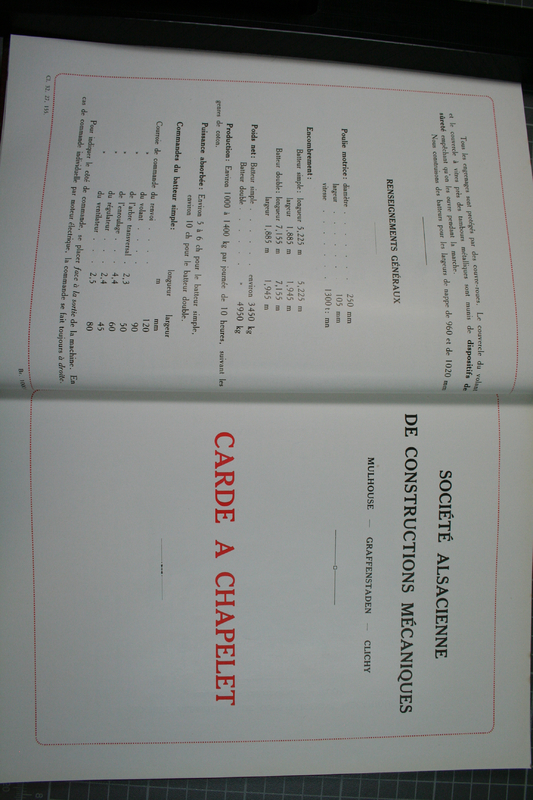 Tous les engrenages sont protégés par des couvre-roues. Le couvercle du volant
et le couvercle à vitres près des tambours métalliques sont munis de dispositifs de
sûreté empêchant qu'on les ouvre pendant la marche.
Nous construisons des batteurs pour les largeurs de nappe de 960 et de 1020 mm.
RENSEIGNEMENTS GÉNÉRAUX
Poulie motrice: diamètre . . . . 250 mm
largeur . . . . 105 mm
vitesse . . . . 1300 t: mn
Encombrement:
Batteur simple: longueur 5,225 m 5,225 m
largeur 1,885 m 1,945 m
Batteur double: longueur 7,155 m 7,155 m
largeur 1,885 m 1,945 m
Poids net: Batteur simple . . . . environ 3 450 kg
Batteur double . . . . » 4 950 kg
Production: Environ 1000 à 1400 kg par journée de 10 heures, suivant les
genres de coton.
Puissance absorbée: Environ 5 à 6 ch pour le batteur simple,
environ 10 ch pour le batteur double.
Commandes du batteur simple: longueur largeur
m mm
Courroie de commande du renvoi 120
» du volant . . . . 90
» de l'arbre transversal 2,3 50
» de l'enroulage 4,4 60
» du régulateur 2,4 45
» du ventilateur 2,5 80
Pour indiquer le côté de commande, se placer face à la sortie de la machine. En
cas de commande individuelle par moteur électrique, la commande se fait toujours à droite.
SOCIÉTÉ ALSACIENNE
DE CONSTRUCTIONS MÉCANIQUES
MULHOUSE — GRAFFENSTADEN — CLICHY
CARDE A CHAPELET